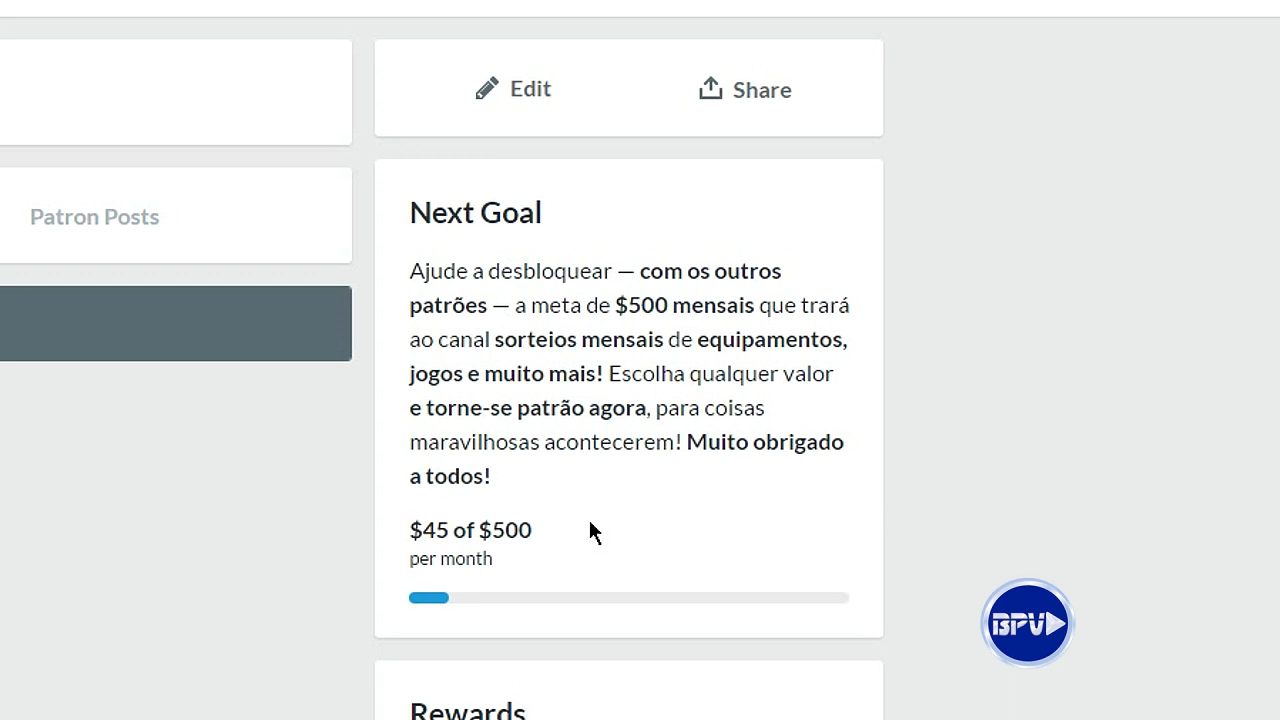 Edit
Share
Patron Posts
Next Goal
Ajude a desbloquear — com os outros
patrões — a meta de $500 mensais que trará
ao canal sorteios mensais de equipamentos,
jogos e muito mais! Escolha qualquer valor
e torne-se patrão agora, para coisas
maravilhosas acontecerem! Muito obrigado
a todos!
$45 of $500
per month
BPV
Rewards